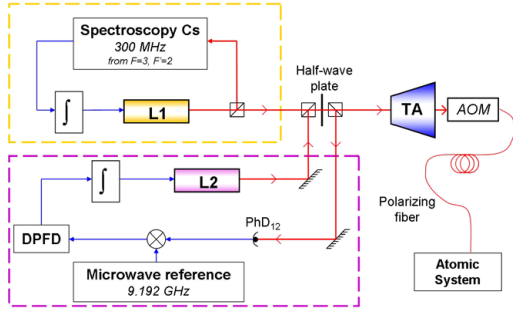 Spectroscopy Cs
300 MHz
from F=3, F'=2
∫
L1
Half-wave
plate
TA
AOM
∫
L2
Polarizing
fiber
DPFD
PhD12
Microwave reference
9.192 GHz
Atomic
System